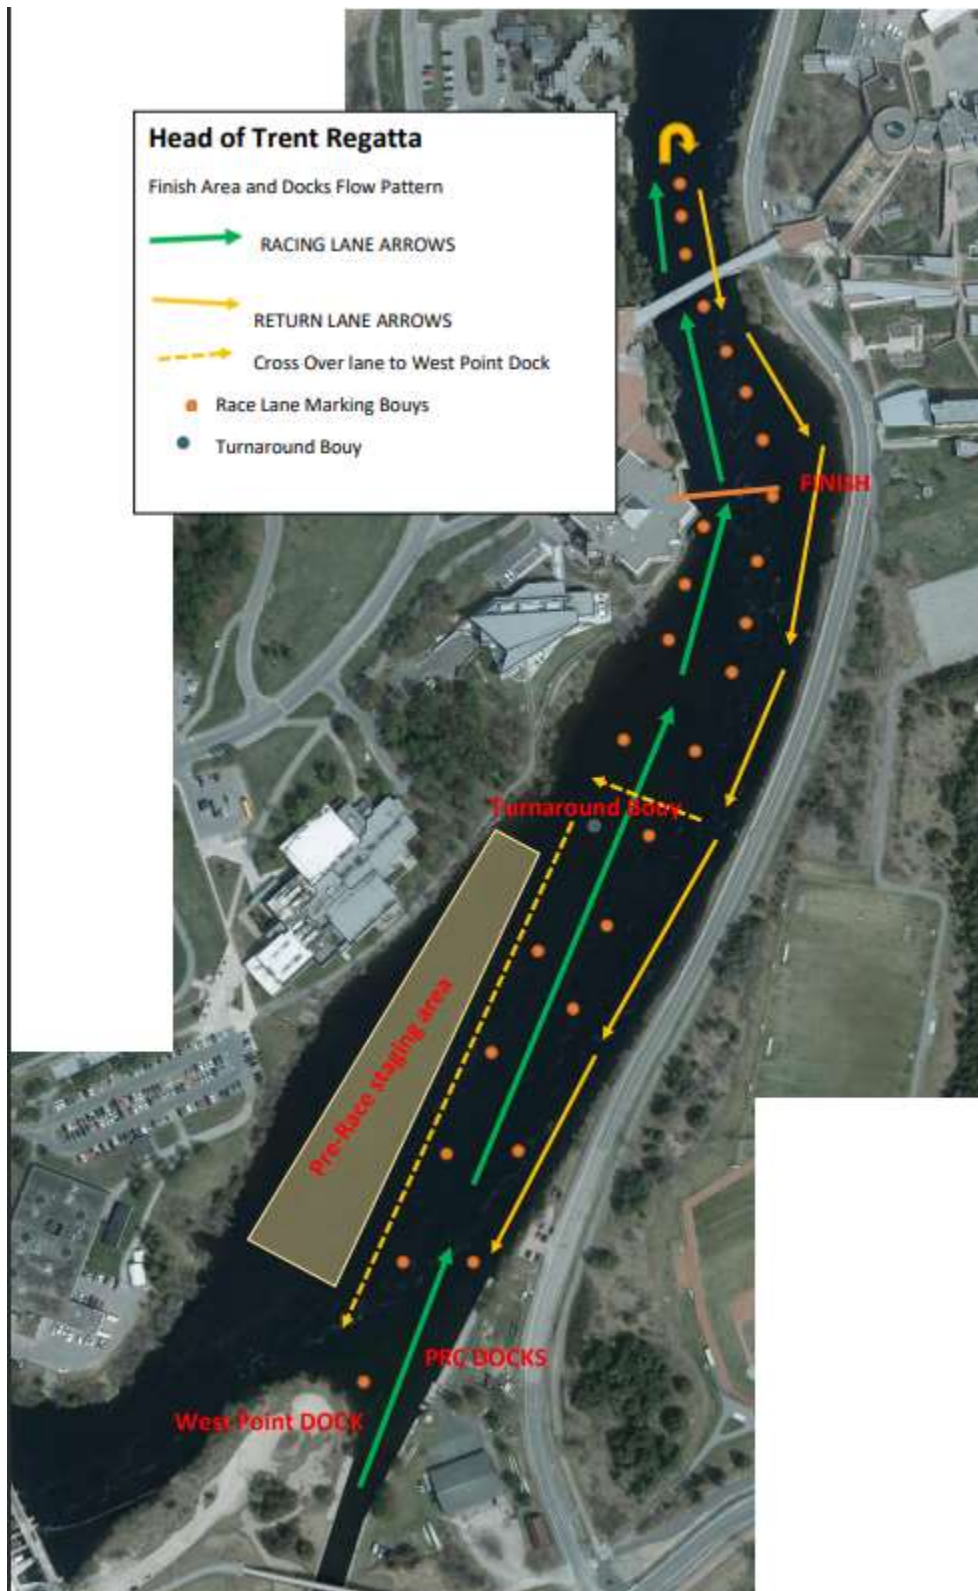 Head of Trent Regatta
Finish Area and Docks Flow Pattern
RACING LANE ARROWS
RETURN LANE ARROWS
Cross Over lane to West Point Dock
Race Lane Marking Bouys
Turnaround Bouy
FINISH
Turnaround Bouy
Pre-Race staging area
PRC DOCKS
West Point DOCK